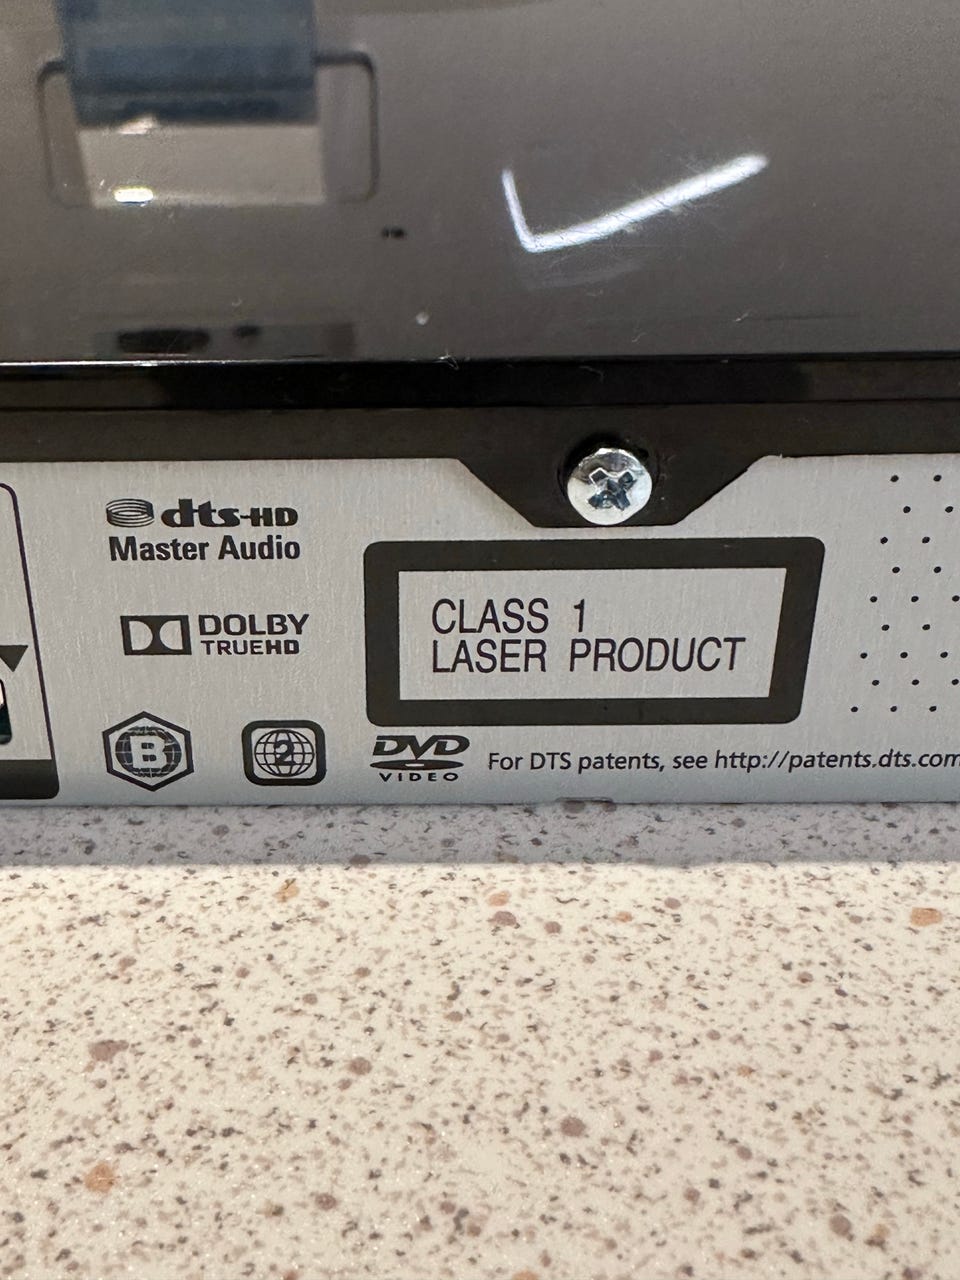 dts-HD
Master Audio
DOLBY
TRUEHD
B
2
CLASS 1
LASER PRODUCT
DVD
VIDEO
For DTS patents, see http://patents.dts.com